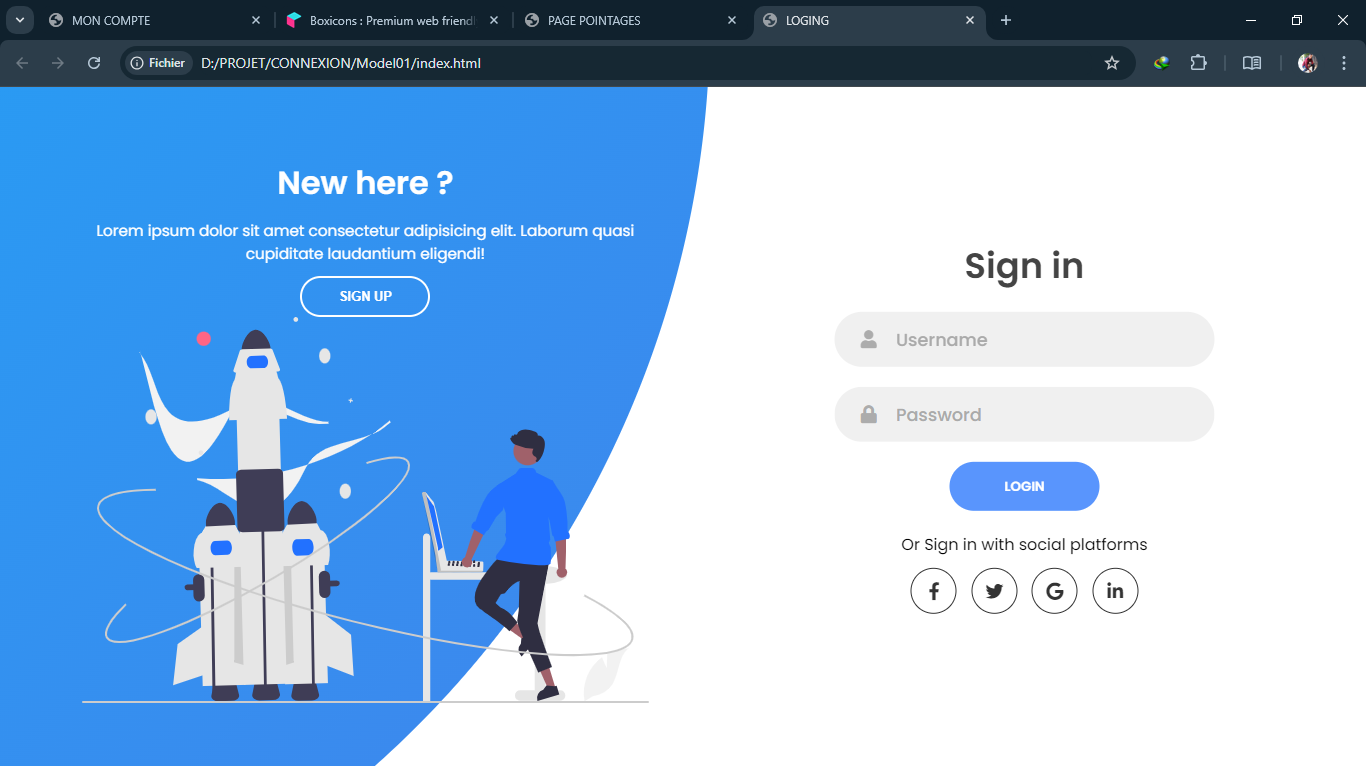 MON COMPTE
Boxicons : Premium web friendl
PAGE POINTAGES
LOGING
Fichier
D:/PROJET/CONNEXION/Model01/index.html
New here ?
Lorem ipsum dolor sit amet consectetur adipisicing elit. Laborum quasi
cupiditate laudantium eligendi!
SIGN UP
Sign in
Username
Password
LOGIN
Or Sign in with social platforms